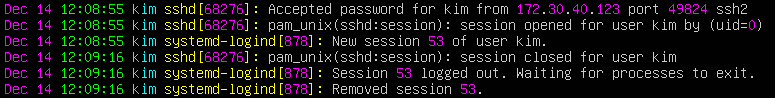 Dec 14 12:08:55 kim sshd[68276]: Accepted password for kim from 172.30.40.123 port 49824 ssh2
Dec 14 12:08:55 kim sshd[68276]: pam_unix(sshd:session): session opened for user kim by (uid=0)
Dec 14 12:08:55 kim systemd-logind[878]: New session 53 of user kim.
Dec 14 12:09:16 kim sshd[68276]: pam_unix(sshd:session): session closed for user kim
Dec 14 12:09:16 kim systemd-logind[878]: Session 53 logged out. Waiting for processes to exit.
Dec 14 12:09:16 kim systemd-logind[878]: Removed session 53.